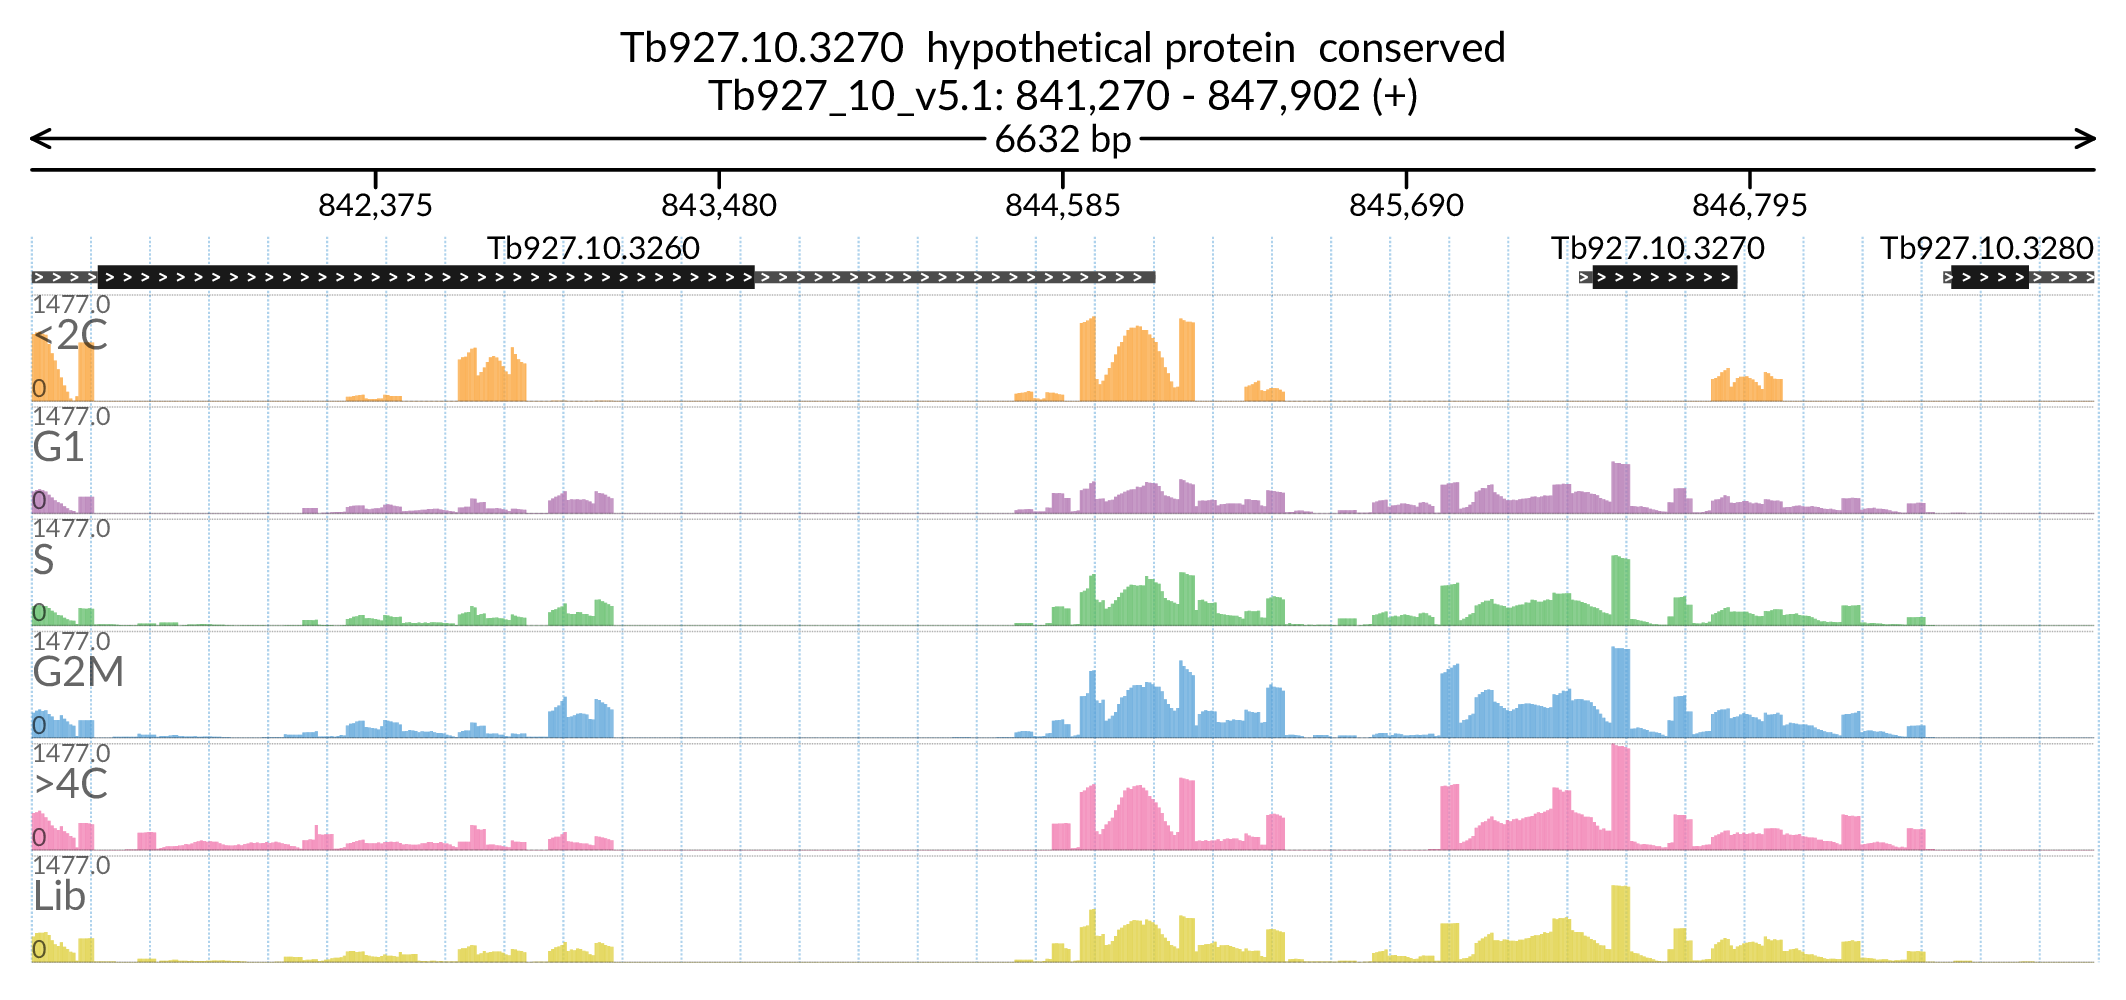 Tb927.10.3270  hypothetical protein  conserved
Tb927_10_v5.1: 841,270 - 847,902 (+)
6632 bp
842,375 843,480 844,585 845,690 846,795
Tb927.10.3260 Tb927.10.3270 Tb927.10.3280
1477.0
<2C
0
1477.0
G1
0
1477.0
S
0
1477.0
G2M
0
1477.0
>4C
0
1477.0
Lib
0